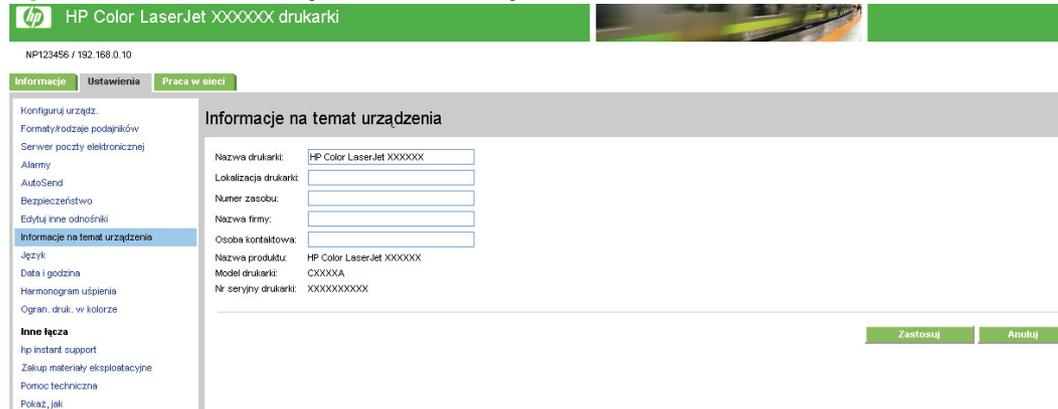 hp
HP Color LaserJet XXXXXX drukarki
NP123456 / 192.168.0.10
Informacje
Ustawienia
Praca w sieci
Konfiguruj urządz.
Formaty/rodzaje podajników
Serwer poczty elektronicznej
Alarmy
AutoSend
Bezpieczeństwo
Edytuj inne odnośniki
Informacje na temat urządzenia
Język
Data i godzina
Harmonogram uśpienia
Ogran. druk. w kolorze
Inne łącza
hp instant support
Zakup materiały eksploatacyjne
Pomoc techniczna
Pokaż, jak
Informacje na temat urządzenia
Nazwa drukarki: HP Color LaserJet XXXXXX
Lokalizacja drukarki:
Numer zasobu:
Nazwa firmy:
Osoba kontaktowa:
Nazwa produktu: HP Color LaserJet XXXXXX
Model drukarki: CXXXXA
Nr seryjny drukarki: XXXXXXXXXX
Zastosuj
Anuluj